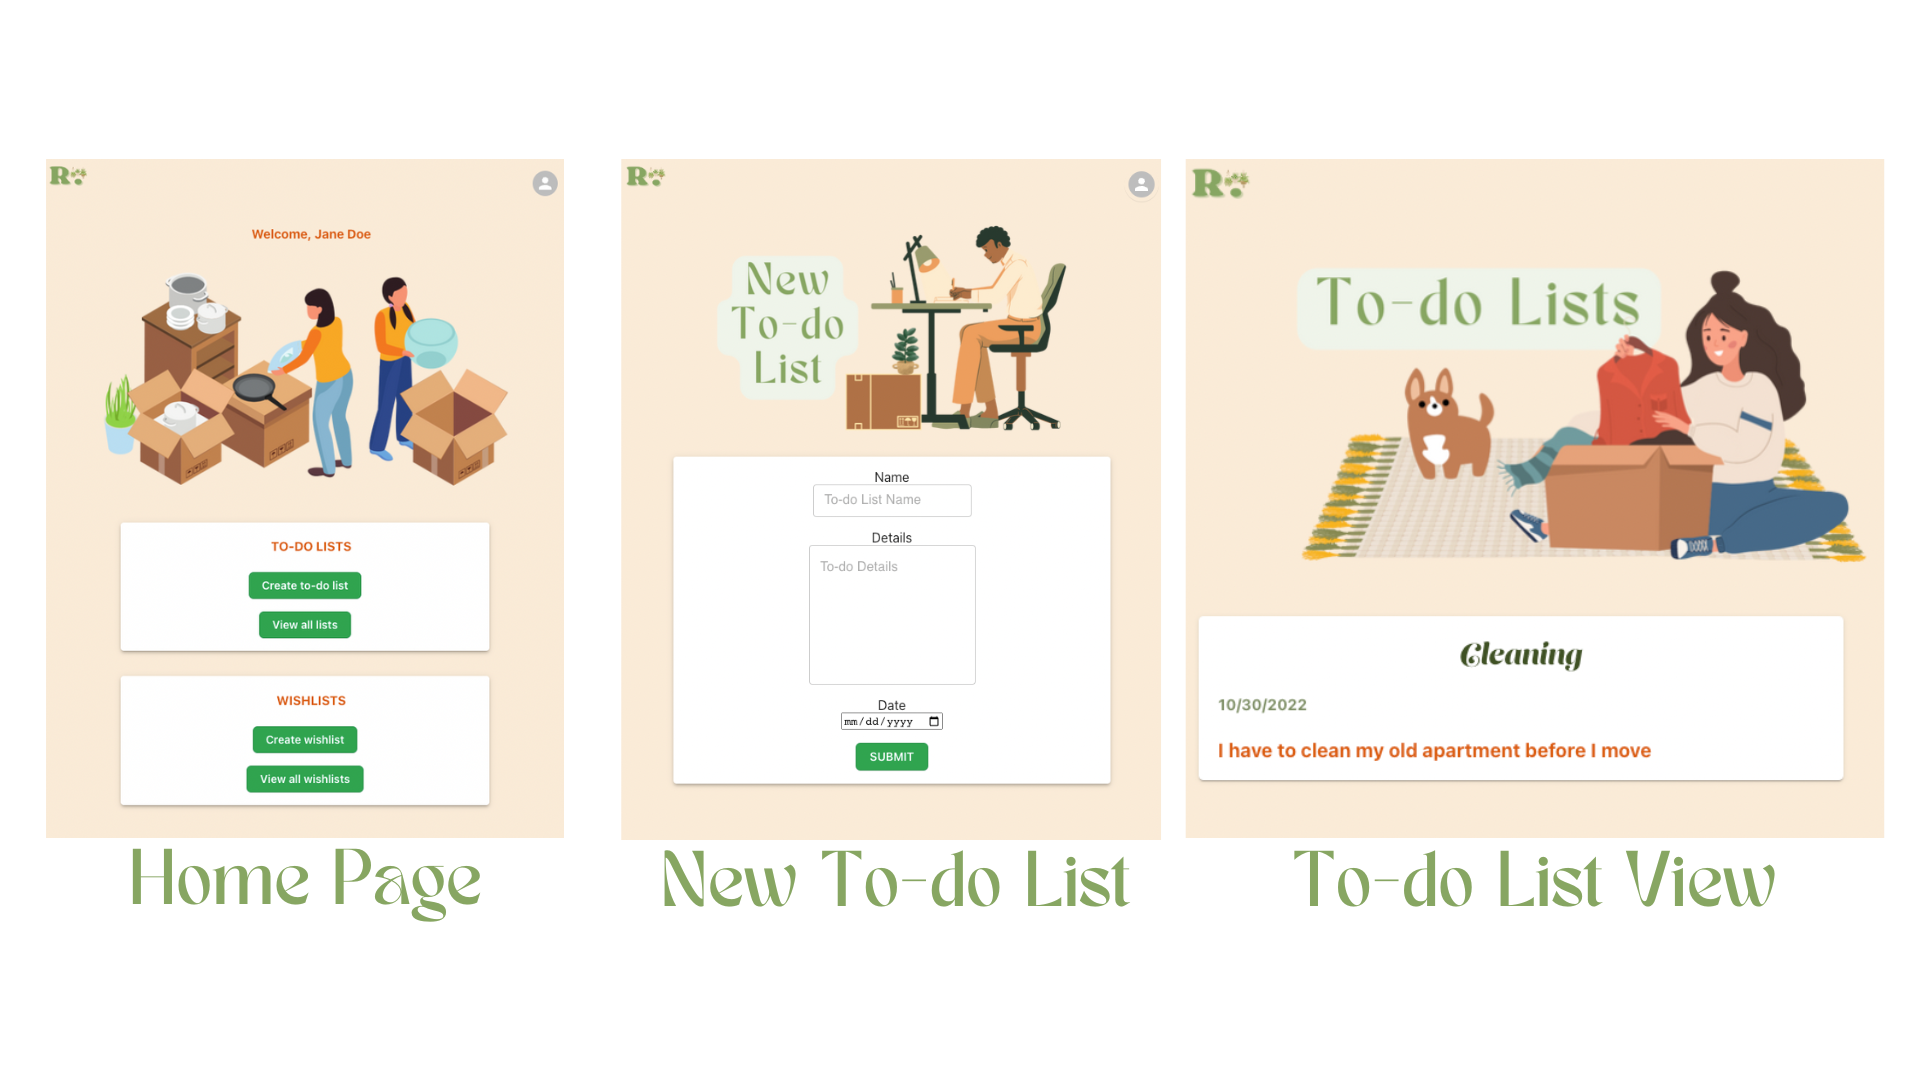 R
Welcome, Jane Doe
TO-DO LISTS
Create to-do list
View all lists
WISHLISTS
Create wishlist
View all wishlists
Home Page
R
New
To-do
List
Name
To-do List Name
Details
To-do Details
Date
mm/dd/yyyy
SUBMIT
New To-do List
R
To-do Lists
Cleaning
10/30/2022
I have to clean my old apartment before I move
To-do List View